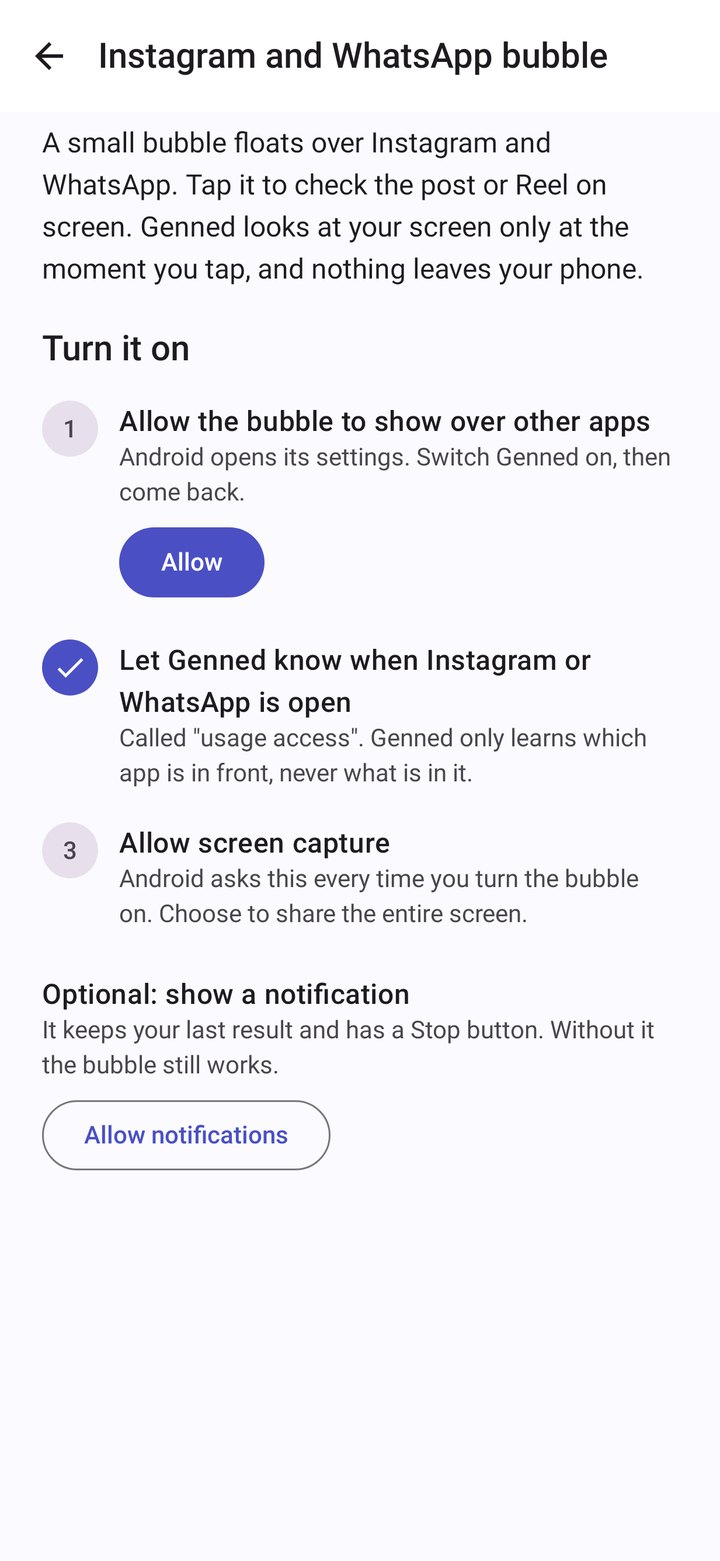 Instagram and WhatsApp bubble
A small bubble floats over Instagram and
WhatsApp. Tap it to check the post or Reel on
screen. Genned looks at your screen only at the
moment you tap, and nothing leaves your phone.
Turn it on
1
Allow the bubble to show over other apps
Android opens its settings. Switch Genned on, then
come back.
Allow
Let Genned know when Instagram or
WhatsApp is open
Called "usage access". Genned only learns which
app is in front, never what is in it.
3
Allow screen capture
Android asks this every time you turn the bubble
on. Choose to share the entire screen.
Optional: show a notification
It keeps your last result and has a Stop button. Without it
the bubble still works.
Allow notifications